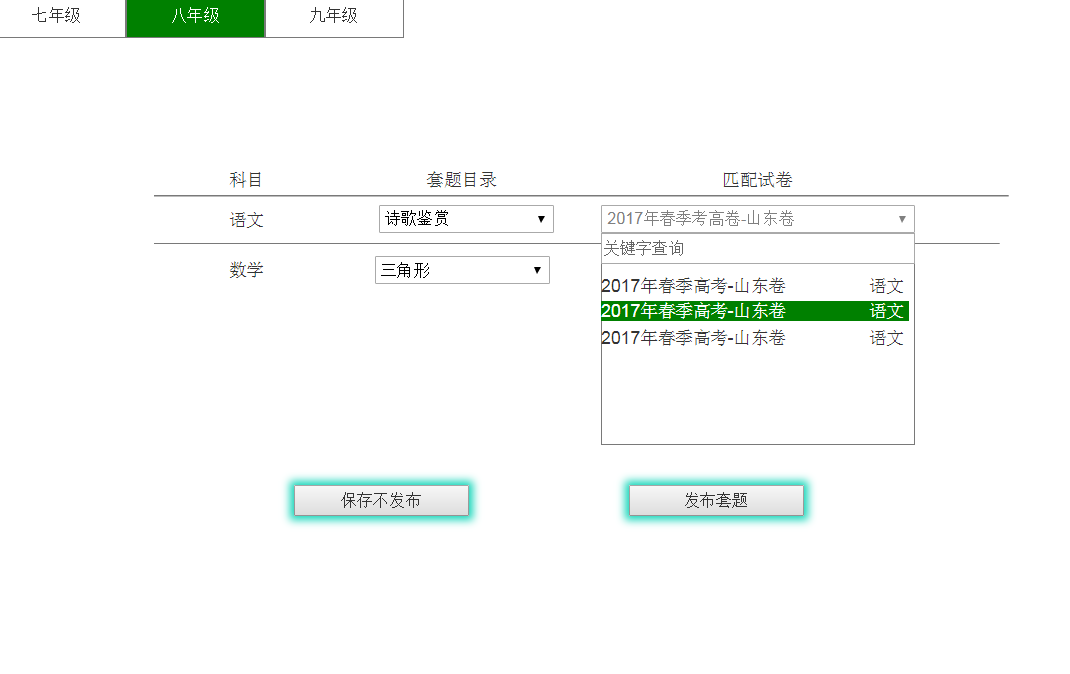 七年级 八年级 九年级
科目 套题目录 匹配试卷
语文 诗歌鉴赏 2017年春季考高卷-山东卷
关键字查询
数学 三角形
2017年春季高考-山东卷 语文
2017年春季高考-山东卷 语文
2017年春季高考-山东卷 语文
保存不发布 发布套题